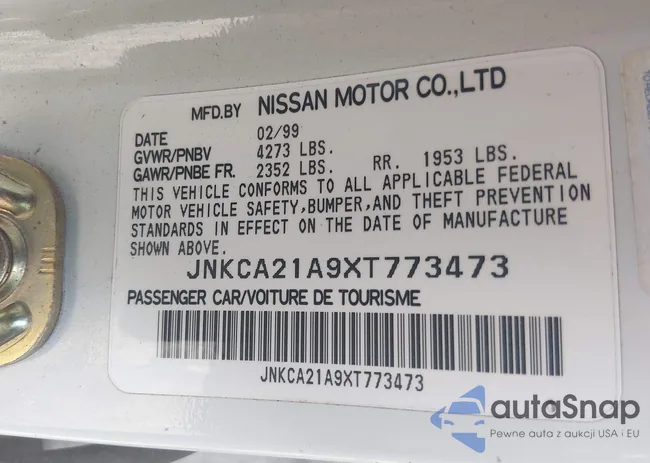 MFD.BY NISSAN MOTOR CO.,LTD
DATE 02/99
GVWR/PNBV 4273 LBS.
GAWR/PNBE FR. 2352 LBS. RR. 1953 LBS.
THIS VEHICLE CONFORMS TO ALL APPLICABLE FEDERAL
MOTOR VEHICLE SAFETY,BUMPER,AND THEFT PREVENTION
STANDARDS IN EFFECT ON THE DATE OF MANUFACTURE
SHOWN ABOVE.
JNKCA21A9XT773473
PASSENGER CAR/VOITURE DE TOURISME
JNKCA21A9XT773473
autaSnap
Pewne auta z aukcji USA i EU